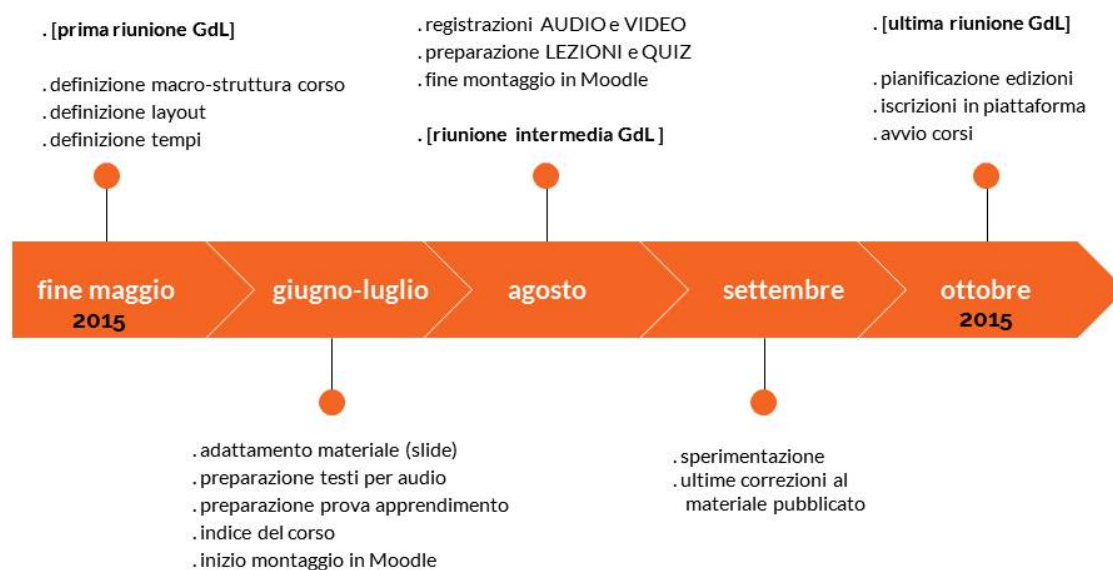 . [prima riunione GdL]
. definizione macro-struttura corso
. definizione layout
. definizione tempi
. registrazioni AUDIO e VIDEO
. preparazione LEZIONI e QUIZ
. fine montaggio in Moodle
. [riunione intermedia GdL]
. [ultima riunione GdL]
. pianificazione edizioni
. iscrizioni in piattaforma
. avvio corsi
fine maggio
2015
giugno-luglio
agosto
settembre
ottobre
2015
. adattamento materiale (slide)
. preparazione testi per audio
. preparazione prova apprendimento
. indice del corso
. inizio montaggio in Moodle
. sperimentazione
. ultime correzioni al
materiale pubblicato